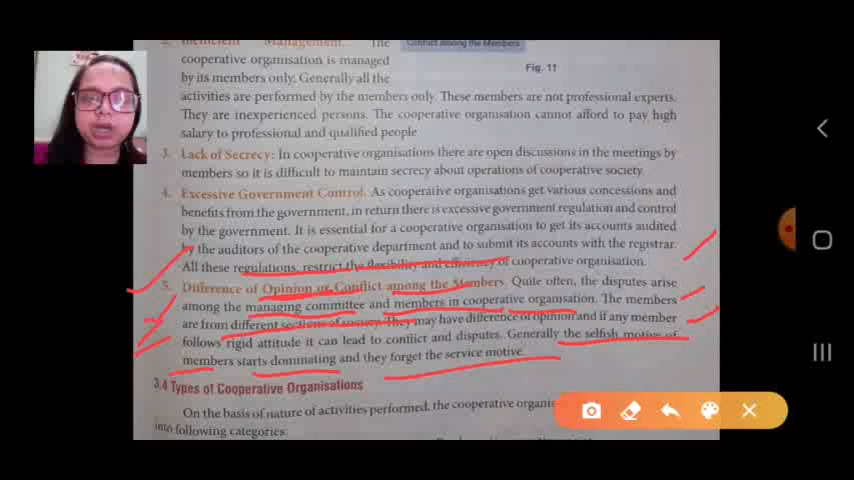 2. Inefficient Management: The
cooperative organisation is managed
by its members only. Generally all the
Conflict among the Members
Fig. 11
activities are performed by the members only. These members are not professional experts.
They are inexperienced persons. The cooperative organisation cannot afford to pay high
salary to professional and qualified people
3. Lack of Secrecy: In cooperative organisations there are open discussions in the meetings by
members so it is difficult to maintain secrecy about operations of cooperative society.
4. Excessive Government Control. As cooperative organisations get various concessions and
benefits from the government, in return there is excessive government regulation and control
by the government. It is essential for a cooperative organisation to get its accounts audited
by the auditors of the cooperative department and to submit its accounts with the registrar.
All these regulations, restrict the flexibility and efficiency of cooperative organisation.
5. Difference of Opinion or Conflict among the Members. Quite often, the disputes arise
among the managing committee and members in cooperative organisation. The members
are from different sections of society. They may have difference of opinion and if any member
follows rigid attitude it can lead to conflict and disputes. Generally the selfish motive of
members starts dominating and they forget the service motive.
3.4 Types of Cooperative Organisations
On the basis of nature of activities performed, the cooperative
into following categories: